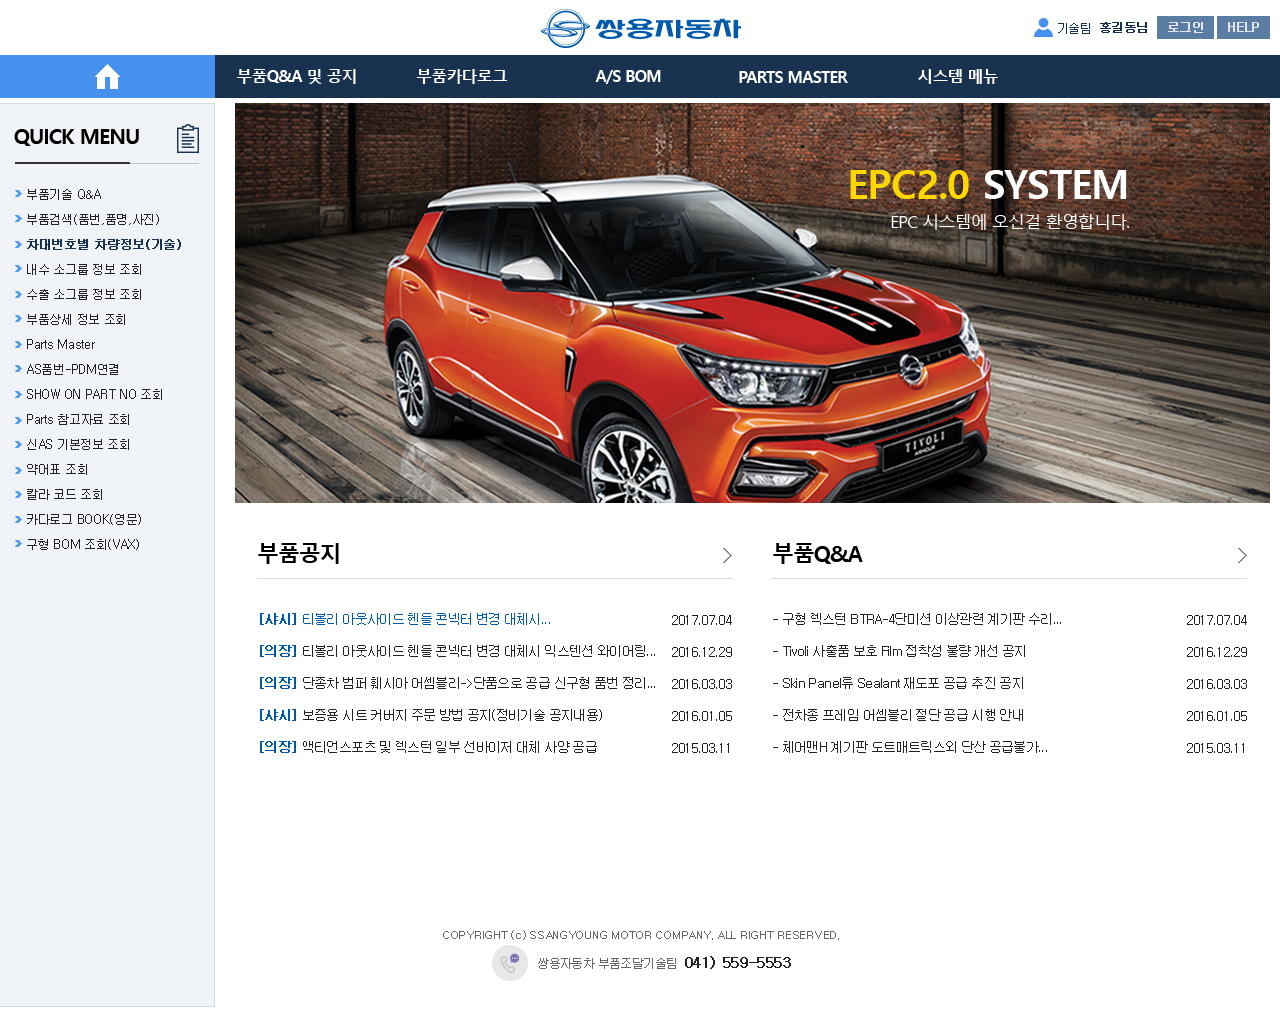 쌍용자동차
기술팀 홍길동님 로그인 HELP
부품Q&A 및 공지 부품카다로그 A/S BOM PARTS MASTER 시스템 메뉴
QUICK MENU
부품기술 Q&A
부품검색(품번,품명,사진)
차대번호별 차량정보(기술)
내수 소그룹 정보 조회
수출 소그룹 정보 조회
부품상세 정보 조회
Parts Master
AS품번-PDM연결
SHOW ON PART NO 조회
Parts 참고자료 조회
신AS 기본정보 조회
약어표 조회
칼라 코드 조회
카다로그 BOOK(영문)
구형 BOM 조회(VAX)
EPC2.0 SYSTEM
EPC 시스템에 오신걸 환영합니다.
TIVOLI
ARMOUR
부품공지
[샤시] 티볼리 아웃사이드 핸들 콘넥터 변경 대체시... 2017.07.04
[의장] 티볼리 아웃사이드 핸들 콘넥터 변경 대체시 익스텐션 와이어링... 2016.12.29
[의장] 단종차 범퍼 훼시아 어셈블리->단품으로 공급 신구형 품번 정리... 2016.03.03
[샤시] 보증용 시트 커버지 주문 방법 공지(정비기술 공지내용) 2016.01.05
[의장] 액티언스포츠 및 렉스턴 일부 선바이저 대체 사양 공급 2015.03.11
부품Q&A
- 구형 렉스턴 BTRA-4단미션 이상관련 계기판 수리... 2017.07.04
- Tivoli 사출품 보호 Film 접착성 불량 개선 공지 2016.12.29
- Skin Panel류 Sealant 재도포 공급 추진 공지 2016.03.03
- 전차종 프레임 어셈블리 절단 공급 시행 안내 2016.01.05
- 체어맨H 계기판 도트매트릭스외 단산 공급불가... 2015.03.11
COPYRIGHT (c) SSANGYOUNG MOTOR COMPANY. ALL RIGHT RESERVED.
쌍용자동차 부품조달기술팀 041) 559-5553